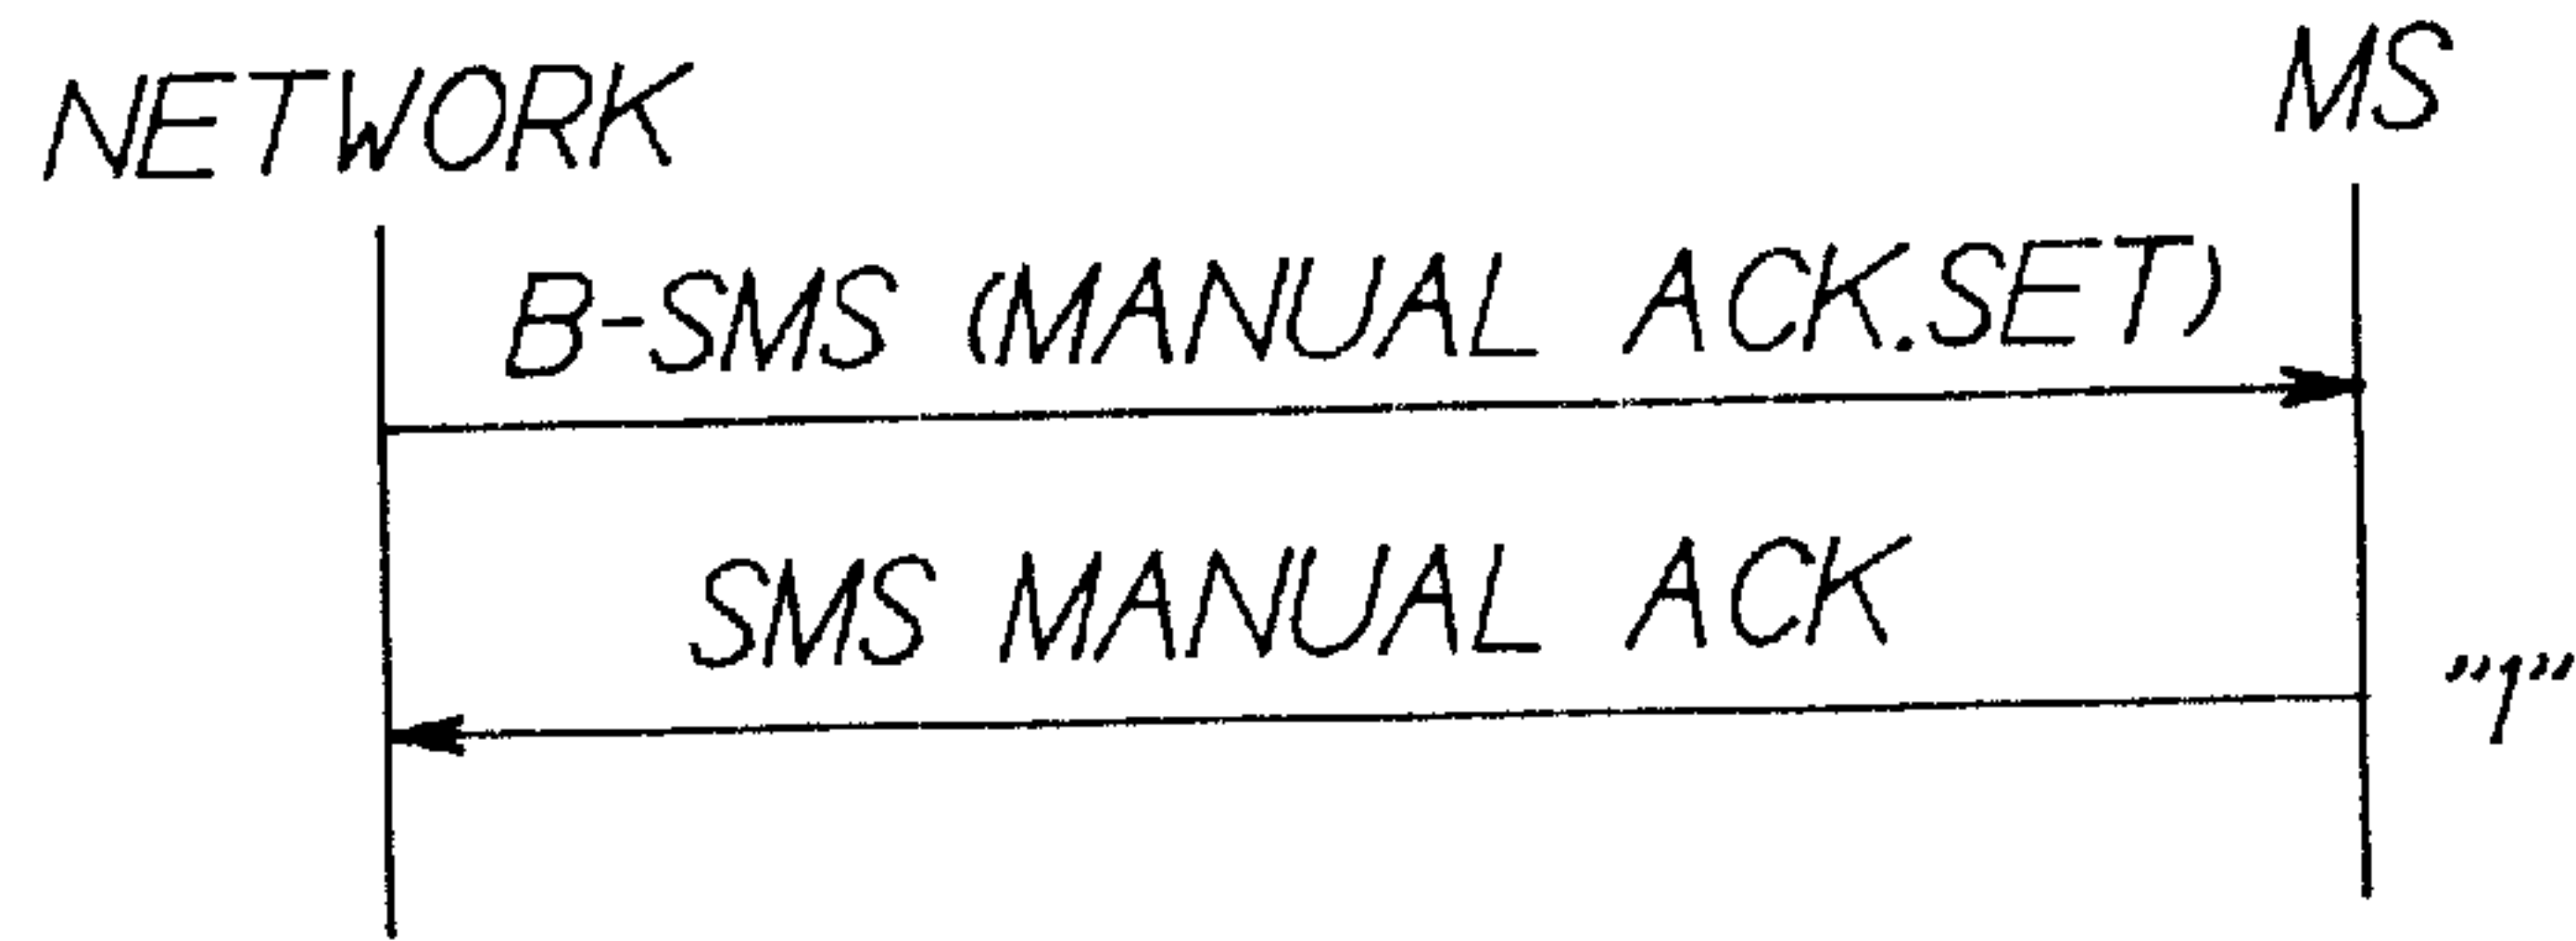 NETWORK
MS
B-SMS (MANUAL ACK.SET)
SMS MANUAL ACK
"1"